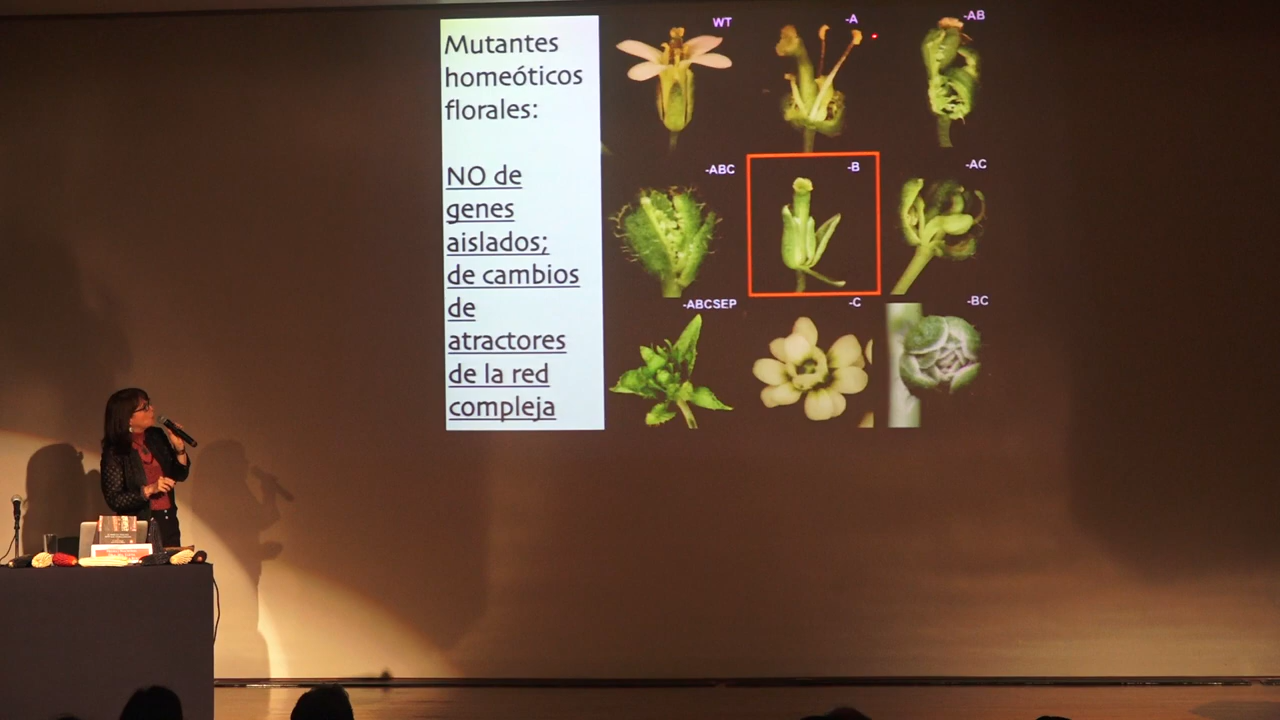 Mutantes
homeóticos
florales:
NO de
genes
aislados;
de cambios
de
atractores
de la red
compleja
WT
-A
-AB
-ABC
-B
-AC
-ABCSEP
-C
-BC